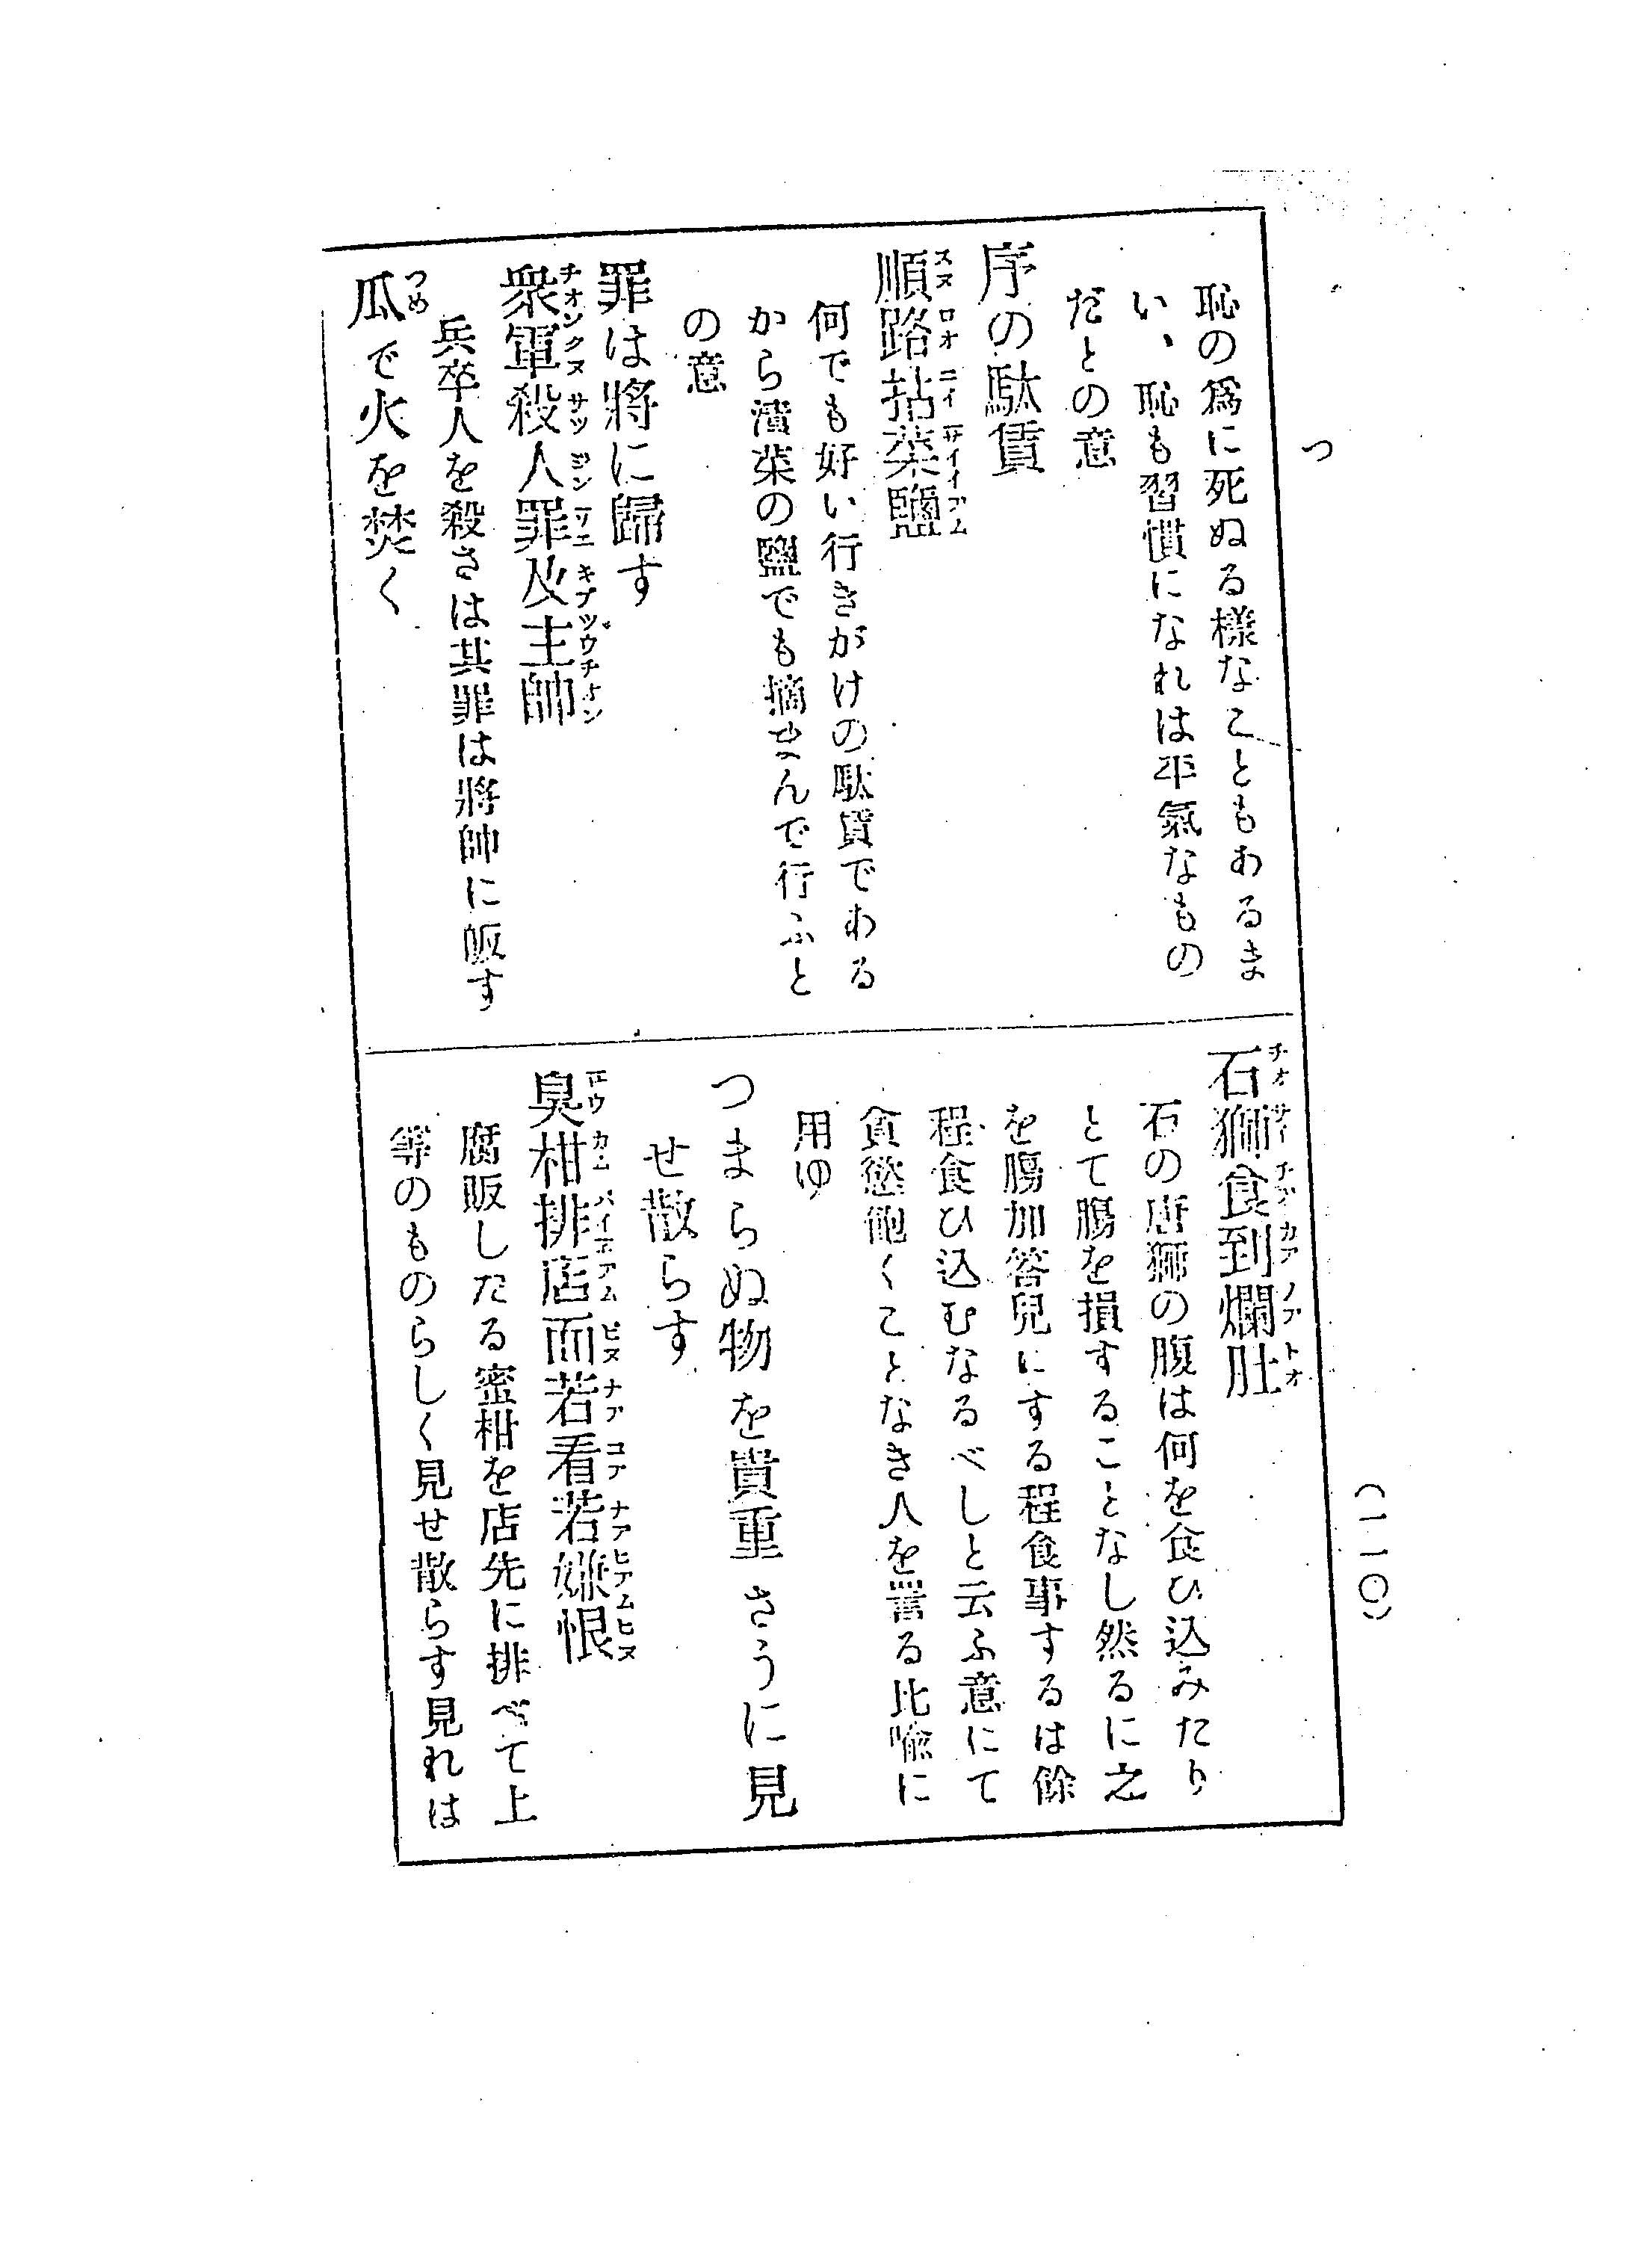 つ
(一一〇)
恥の爲に死ぬる樣なこともあるま
い、恥も習慣になれは平氣なもの
だとの意
序の駄賃
順路拈菜鹽
何でも好い行きがけの駄賃でわる
から漬菜の鹽でも摘まんで行ふと
の意
罪は將に歸す
衆軍殺人罪及主帥
兵卒人を殺さは其罪は將帥に皈す
瓜で火を焚く
つめ
石獅食到爛肚
石の唐獅の腹は何を食ひ込みたり
とて膓を損することなし然るに之
を膓加答兒にする程食事するは餘
程食ひ込むなるべしと云ふ意にて
貪慾飽くことなき人を詈る比喩に
用ゆ
つまらぬ物を貴重さうに見
せ散らす
臭柑排店面若看若嫌恨
腐敗したる蜜柑を店先に排べて上
等のものらしく見せ散らす見れは